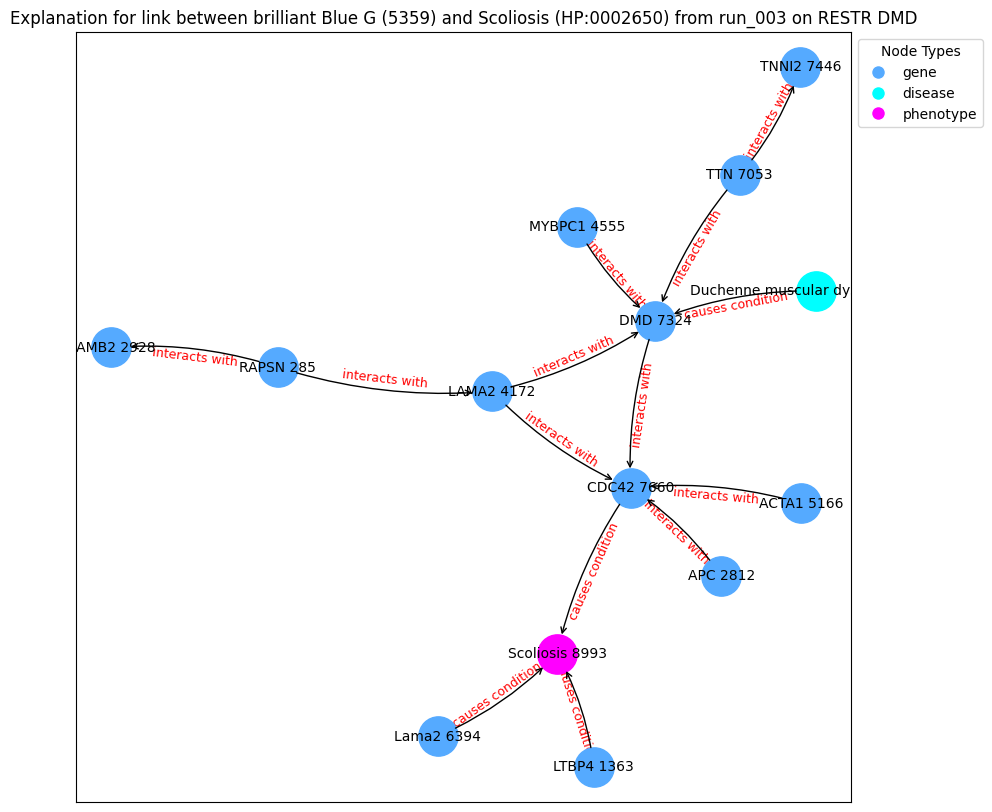 Explanation for link between brilliant Blue G (5359) and Scoliosis (HP:0002650) from run_003 on RESTR DMD
Node Types
gene
disease
phenotype
TNNI2 7446
interacts with
TTN 7053
MYBPC1 4555
interacts with
interacts with
Duchenne muscular dy
causes condition
DMD 7324
AMB2 2928
interacts with
RAPSN 285
interacts with
interacts with
LAMA2 4172
interacts with
interacts with
CDC42 7660
interacts with
ACTA1 5166
interacts with
APC 2812
causes condition
Scoliosis 8993
causes condition
uses conditi
Lama2 6394
LTBP4 1363